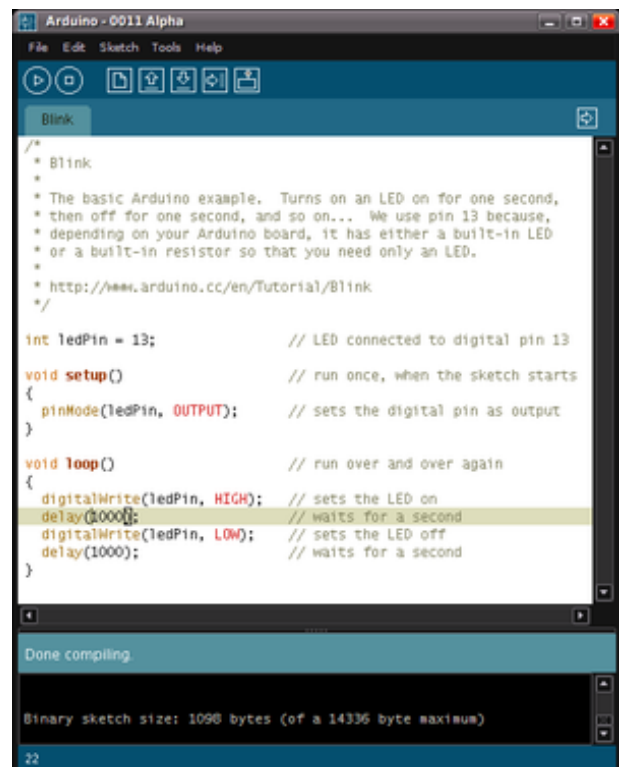 Arduino - 0011 Alpha
File Edit Sketch Tools Help
Blink
/*
* Blink
*
* The basic Arduino example. Turns on an LED on for one second,
* then off for one second, and so on... We use pin 13 because,
* depending on your Arduino board, it has either a built-in LED
* or a built-in resistor so that you need only an LED.
*
* http://www.arduino.cc/en/Tutorial/Blink
*/
int ledPin = 13; // LED connected to digital pin 13
void setup() // run once, when the sketch starts
{
pinMode(ledPin, OUTPUT); // sets the digital pin as output
}
void loop() // run over and over again
{
digitalWrite(ledPin, HIGH); // sets the LED on
delay(1000); // waits for a second
digitalWrite(ledPin, LOW); // sets the LED off
delay(1000); // waits for a second
}
Done compiling.
Binary sketch size: 1098 bytes (of a 14336 byte maximum)
22